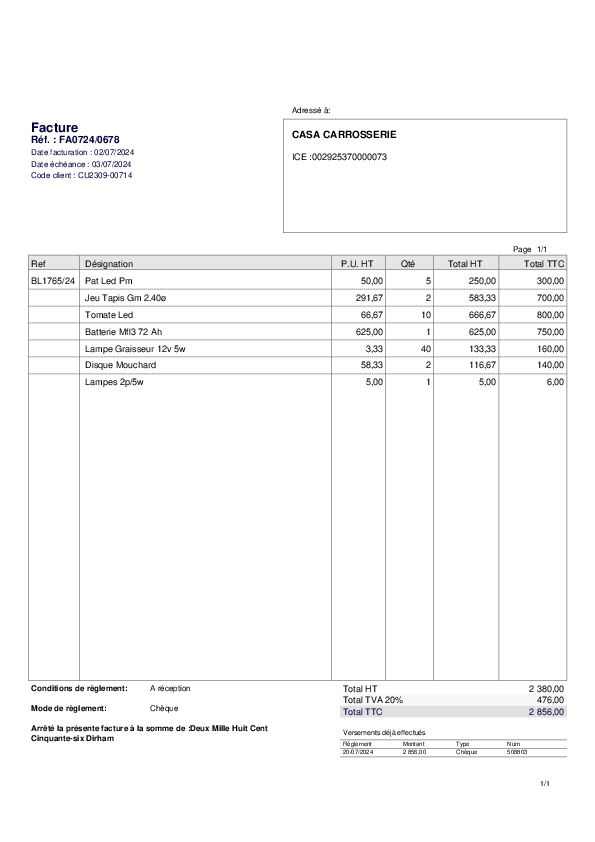 Adressé à:
Facture
Réf. : FA0724/0678
Date facturation : 02/07/2024
Date échéance : 03/07/2024
Code client : CU2309-00714
CASA CARROSSERIE
ICE :002925370000073
Page 1/1
Ref Désignation P.U. HT Qté Total HT Total TTC
BL1765/24 Pat Led Pm 50,00 5 250,00 300,00
Jeu Tapis Gm 2.40ø 291,67 2 583,33 700,00
Tomate Led 66,67 10 666,67 800,00
Batterie Mfl3 72 Ah 625,00 1 625,00 750,00
Lampe Graisseur 12v 5w 3,33 40 133,33 160,00
Disque Mouchard 58,33 2 116,67 140,00
Lampes 2p/5w 5,00 1 5,00 6,00
Conditions de règlement: A réception
Mode de règlement: Chèque
Arrêté la présente facture à la somme de :Deux Mille Huit Cent
Cinquante-six Dirham
Total HT 2 380,00
Total TVA 20% 476,00
Total TTC 2 856,00
Versements déjà effectués
Règlement Montant Type Num
20/07/2024 2 856,00 Chèque 508803
1/1